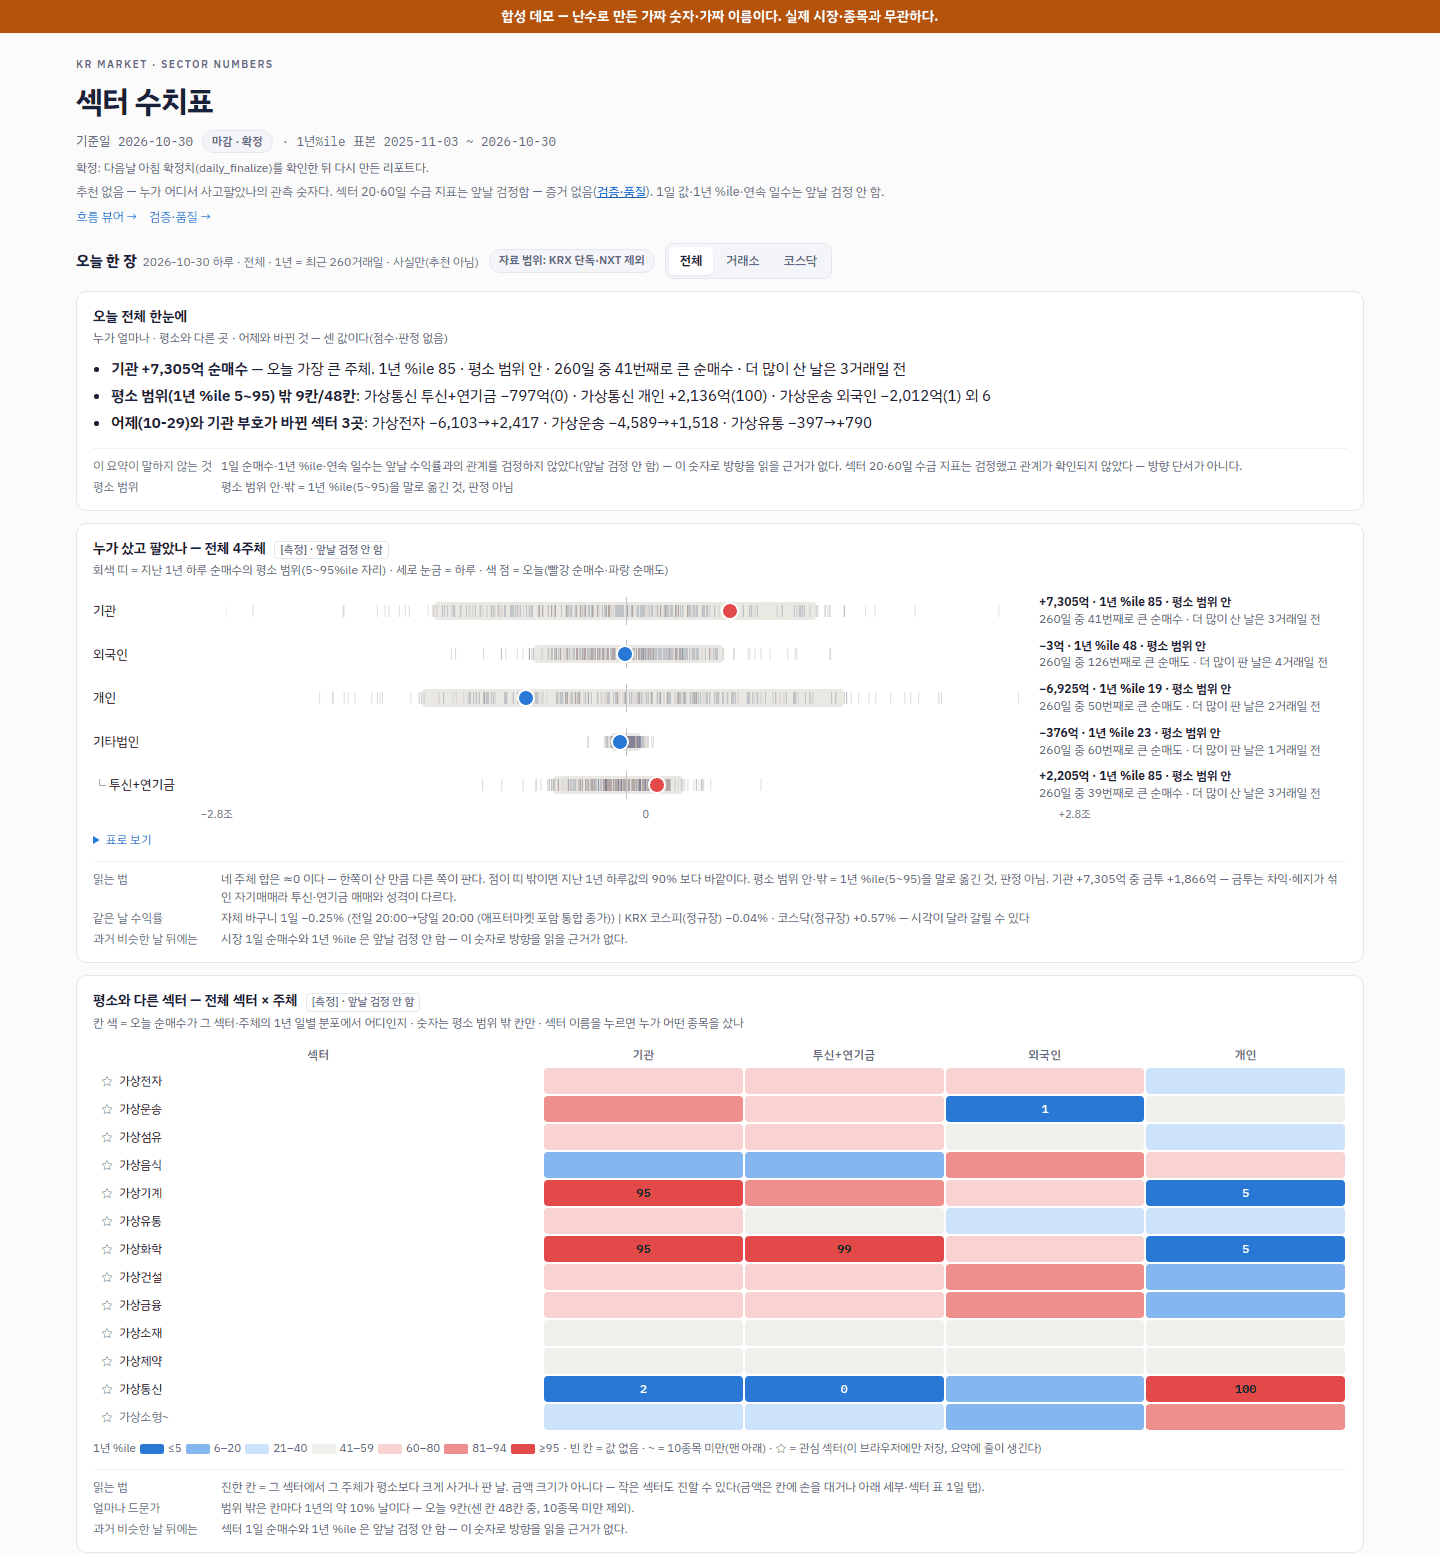 합성 데모 — 난수로 만든 가짜 숫자·가짜 이름이다. 실제 시장·종목과 무관하다.
KR MARKET · SECTOR NUMBERS
섹터 수치표
기준일 2026-10-30 마감·확정 · 1년%ile 표본 2025-11-03 ~ 2026-10-30
확정: 다음날 아침 확정치(daily_finalize)를 확인한 뒤 다시 만든 리포트다.
추천 없음 — 누가 어디서 사고팔았나의 관측 숫자다. 섹터 20·60일 수급 지표는 앞날 검정함 — 증거 없음(검증·품질). 1일 값·1년 %ile·연속 일수는 앞날 검정 안 함.
흐름 뷰어 → 검증·품질 →
오늘 한 장 2026-10-30 하루 · 전체 · 1년 = 최근 260거래일 · 사실만(추천 아님) 자료 범위: KRX 단독·NXT 제외 전체 거래소 코스닥
오늘 전체 한눈에
누가 얼마나 · 평소와 다른 곳 · 어제와 바뀐 것 — 센 값이다(점수·판정 없음)
• 기관 +7,305억 순매수 — 오늘 가장 큰 주체. 1년 %ile 85 · 평소 범위 안 · 260일 중 41번째로 큰 순매수 · 더 많이 산 날은 3거래일 전
• 평소 범위(1년 %ile 5~95) 밖 9칸/48칸: 가상통신 투신+연기금 −797억(0) · 가상통신 개인 +2,136억(100) · 가상운송 외국인 −2,012억(1) 외 6
• 어제(10-29)와 기관 부호가 바뀐 섹터 3곳: 가상전자 −6,103→+2,417 · 가상운송 −4,589→+1,518 · 가상유통 −397→+790
이 요약이 말하지 않는 것 1일 순매수·1년 %ile·연속 일수는 앞날 수익률과의 관계를 검정하지 않았다(앞날 검정 안 함) — 이 숫자로 방향을 읽을 근거가 없다. 섹터 20·60일 수급 지표는 검정했고 관계가 확인되지 않았다 — 방향 단서가 아니다.
평소 범위 평소 범위 안·밖 = 1년 %ile(5~95)을 말로 옮긴 것, 판정 아님
누가 샀고 팔았나 — 전체 4주체 [측정] · 앞날 검정 안 함
회색 띠 = 지난 1년 하루 순매수의 평소 범위(5~95%ile 자리) · 세로 눈금 = 하루 · 색 점 = 오늘(빨강 순매수·파랑 순매도)
기관 +7,305억 · 1년 %ile 85 · 평소 범위 안
260일 중 41번째로 큰 순매수 · 더 많이 산 날은 3거래일 전
외국인 −3억 · 1년 %ile 48 · 평소 범위 안
260일 중 126번째로 큰 순매도 · 더 많이 판 날은 4거래일 전
개인 −6,925억 · 1년 %ile 19 · 평소 범위 안
260일 중 50번째로 큰 순매도 · 더 많이 판 날은 2거래일 전
기타법인 −376억 · 1년 %ile 23 · 평소 범위 안
260일 중 60번째로 큰 순매도 · 더 많이 판 날은 1거래일 전
└ 투신+연기금 +2,205억 · 1년 %ile 85 · 평소 범위 안
260일 중 39번째로 큰 순매수 · 더 많이 산 날은 3거래일 전
−2.8조 0 +2.8조
▶ 표로 보기
읽는 법 네 주체 합은 ≈0 이다 — 한쪽이 산 만큼 다른 쪽이 판다. 점이 띠 밖이면 지난 1년 하루값의 90% 보다 바깥이다. 평소 범위 안·밖 = 1년 %ile(5~95)을 말로 옮긴 것, 판정 아님. 기관 +7,305억 중 금투 +1,866억 — 금투는 차익·헤지가 섞
인 자기매매라 투신·연기금 매매와 성격이 다르다.
같은 날 수익률 자체 바구니 1일 −0.25% (전일 20:00→당일 20:00 (애프터마켓 포함 통합 종가)) | KRX 코스피(정규장) −0.04% · 코스닥(정규장) +0.57% — 시각이 달라 갈릴 수 있다
과거 비슷한 날 뒤에는 시장 1일 순매수와 1년 %ile 은 앞날 검정 안 함 — 이 숫자로 방향을 읽을 근거가 없다.
평소와 다른 섹터 — 전체 섹터 × 주체 [측정] · 앞날 검정 안 함
칸 색 = 오늘 순매수가 그 섹터·주체의 1년 일별 분포에서 어디인지 · 숫자는 평소 범위 밖 칸만 · 섹터 이름을 누르면 누가 어떤 종목을 샀나
섹터 기관 투신+연기금 외국인 개인
☆ 가상전자
☆ 가상운송 1
☆ 가상섬유
☆ 가상음식
☆ 가상기계 95 5
☆ 가상유통
☆ 가상화학 95 99 5
☆ 가상건설
☆ 가상금융
☆ 가상소재
☆ 가상제약
☆ 가상통신 2 0 100
☆ 가상소형~
1년 %ile ≤5 6–20 21–40 41–59 60–80 81–94 ≥95 · 빈 칸 = 값 없음 · ~ = 10종목 미만(맨 아래) · ☆ = 관심 섹터(이 브라우저에만 저장, 요약에 줄이 생긴다)
읽는 법 진한 칸 = 그 섹터에서 그 주체가 평소보다 크게 사거나 판 날. 금액 크기가 아니다 — 작은 섹터도 진할 수 있다(금액은 칸에 손을 대거나 아래 세부·섹터 표 1일 탭).
얼마나 드문가 범위 밖은 칸마다 1년의 약 10% 날이다 — 오늘 9칸(센 칸 48칸 중, 10종목 미만 제외).
과거 비슷한 날 뒤에는 섹터 1일 순매수와 1년 %ile 은 앞날 검정 안 함 — 이 숫자로 방향을 읽을 근거가 없다.